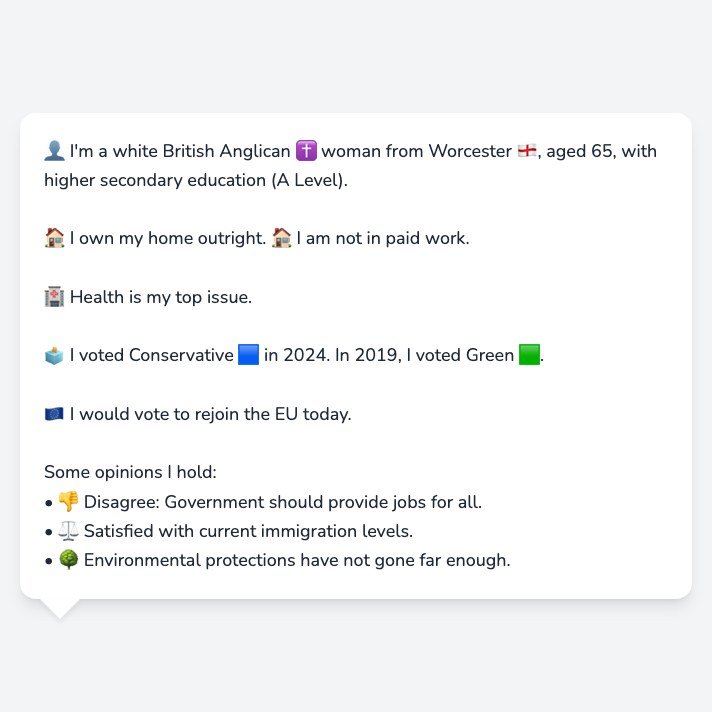 👤 I'm a white British Anglican ✝️ woman from Worcester 🏴󠁧󠁢󠁥󠁮󠁧󠁿, aged 65, with
higher secondary education (A Level).
🏠 I own my home outright. 🏠 I am not in paid work.
🏥 Health is my top issue.
🗳️ I voted Conservative 🟦 in 2024. In 2019, I voted Green 🟩.
🇪🇺 I would vote to rejoin the EU today.
Some opinions I hold:
• 👎 Disagree: Government should provide jobs for all.
• ⚖️ Satisfied with current immigration levels.
• 🌳 Environmental protections have not gone far enough.